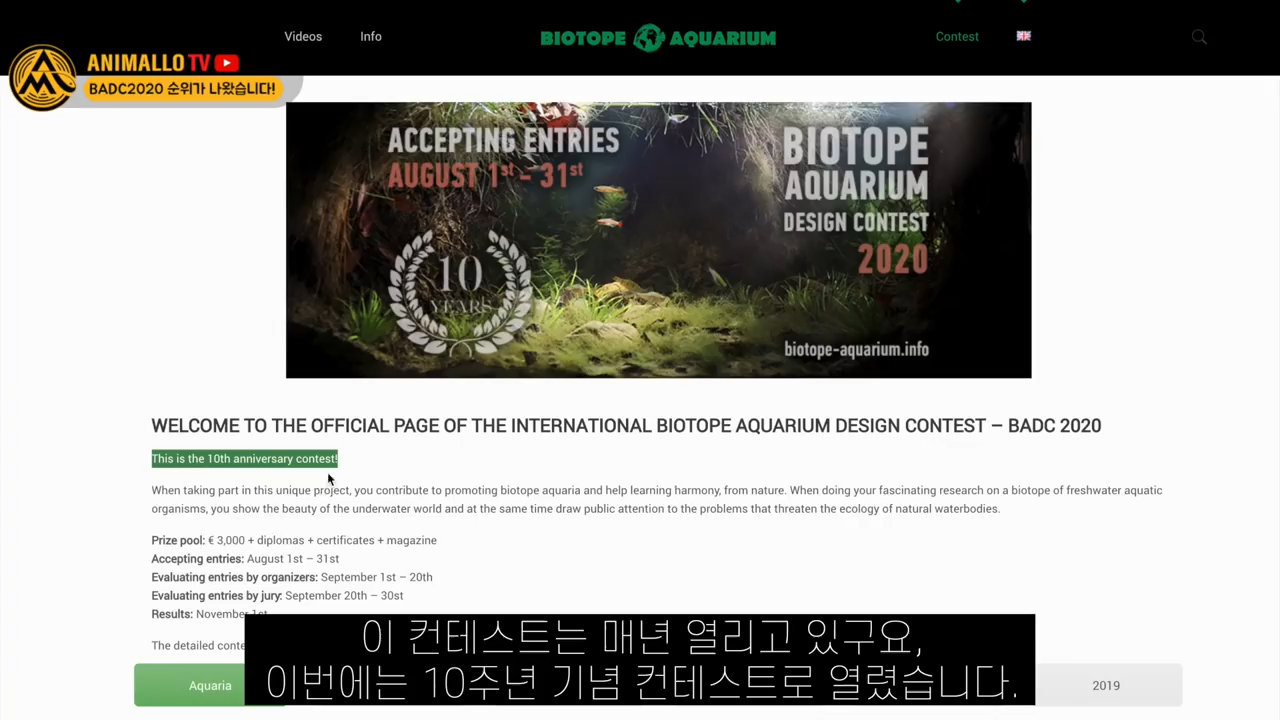 Videos
Info
BIOTOPE AQUARIUM
Contest
ANIMALLO TV
BADC2020 순위가 나왔습니다!
ACCEPTING ENTRIES
AUGUST 1st - 31st
10
YEARS
BIOTOPE
AQUARIUM
DESIGN CONTEST
2020
biotope-aquarium.info
WELCOME TO THE OFFICIAL PAGE OF THE INTERNATIONAL BIOTOPE AQUARIUM DESIGN CONTEST – BADC 2020
This is the 10th anniversary contest!
When taking part in this unique project, you contribute to promoting biotope aquaria and help learning harmony, from nature. When doing your fascinating research on a biotope of freshwater aquatic
organisms, you show the beauty of the underwater world and at the same time draw public attention to the problems that threaten the ecology of natural waterbodies.
Prize pool: € 3,000 + diplomas + certificates + magazine
Accepting entries: August 1st – 31st
Evaluating entries by organizers: September 1st – 20th
Evaluating entries by jury: September 20th – 30st
Results: November 1st
The detailed
이 컨테스트는 매년 열리고 있구요,
이번에는 10주년 기념 컨테스트로 열렸습니다.
Aquaria
2019